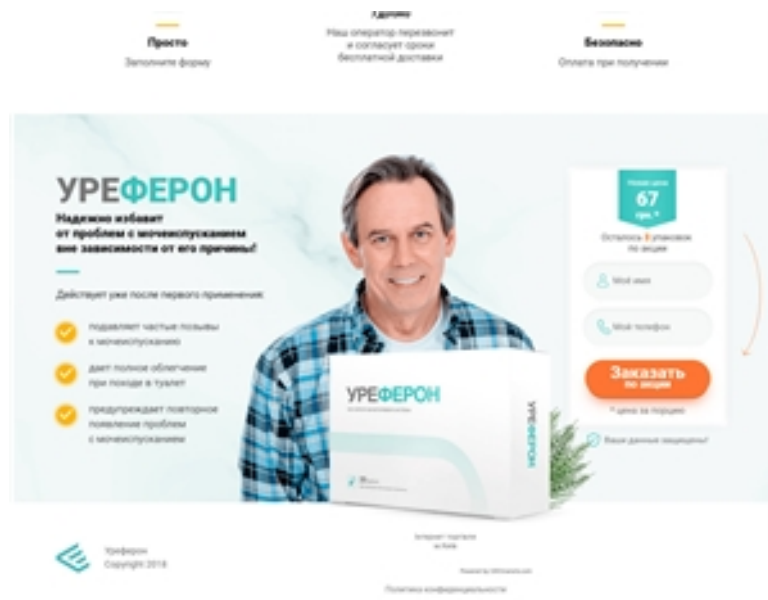 Удобно
Просто
Заполните форму
Наш оператор перезвонит
и согласует сроки
бесплатной доставки
Безопасно
Оплата при получении
УРЕФЕРОН
Надежно избавит
от проблем с мочеиспусканием
вне зависимости от его причины!
Действует уже после первого применения:
подавляет частые позывы
к мочеиспусканию
дает полное облегчение
при походе в туалет
предупреждает повторное
появление проблем
с мочеиспусканием
УРЕФЕРОН
УРЕФЕРОН
67
грн.*
Осталось упаковок
по акции
Моё имя
Мой телефон
Заказать
по акции
* цена за порцию
Ваши данные защищены!
Уреферон
Copyright 2018
Политика конфиденциальности